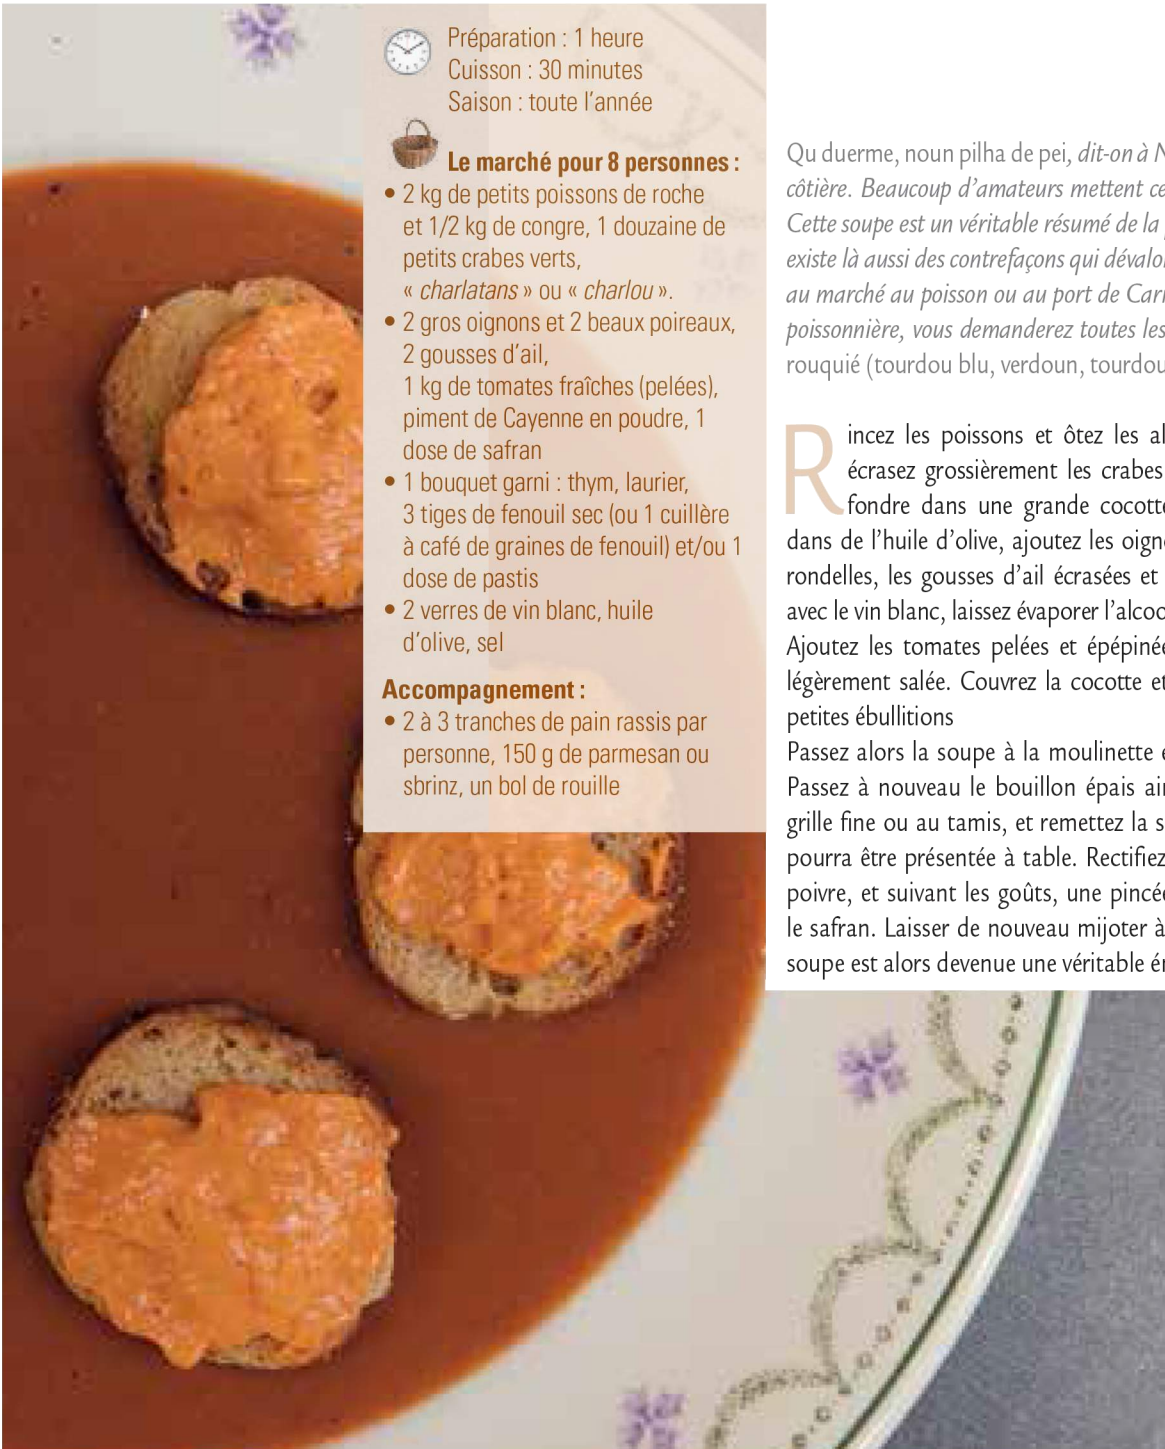 Préparation : 1 heure
Cuisson : 30 minutes
Saison : toute l’année
Le marché pour 8 personnes :
• 2 kg de petits poissons de roche
et 1/2 kg de congre, 1 douzaine de
petits crabes verts,
« charlatans » ou « charlou ».
• 2 gros oignons et 2 beaux poireaux,
2 gousses d’ail,
1 kg de tomates fraîches (pelées),
piment de Cayenne en poudre, 1
dose de safran
• 1 bouquet garni : thym, laurier,
3 tiges de fenouil sec (ou 1 cuillère
à café de graines de fenouil) et/ou 1
dose de pastis
• 2 verres de vin blanc, huile
d’olive, sel
Accompagnement :
• 2 à 3 tranches de pain rassis par
personne, 150 g de parmesan ou
sbrinz, un bol de rouille
Qu duerme, noun pilha de pei, dit-on à
côtière. Beaucoup d’amateurs mettent
Cette soupe est un véritable résumé de la
existe là aussi des contrefaçons qui
au marché au poisson ou au port de
poissonnière, vous demanderez toutes les
rouquié (tourdou blu, verdoun,
Rincez les poissons et ôtez les
écrasez grossièrement les crabes
fondre dans une grande cocotte
dans de l’huile d’olive, ajoutez les
rondelles, les gousses d’ail écrasées et
avec le vin blanc, laissez évaporer
Ajoutez les tomates pelées et
légèrement salée. Couvrez la cocotte et
petites ébullitions
Passez alors la soupe à la moulinette
Passez à nouveau le bouillon épais
grille fine ou au tamis, et remettez la
pourra être présentée à table. Rectifiez
poivre, et suivant les goûts, une
le safran. Laisser de nouveau mijoter à
soupe est alors devenue une véritable